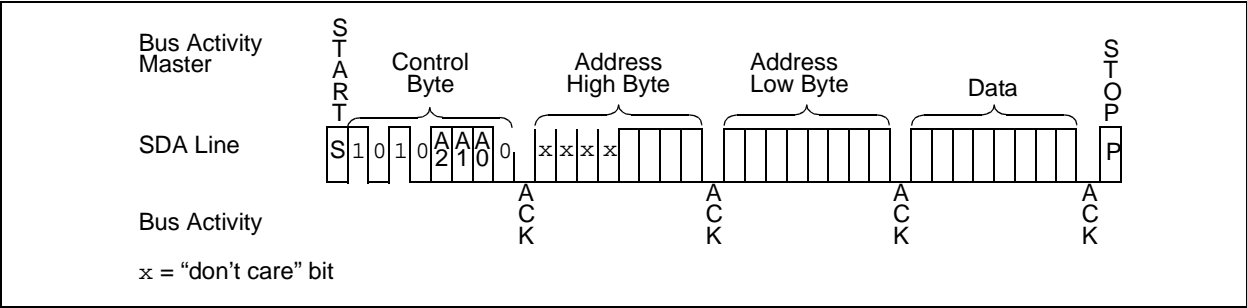 Bus Activity
Master
START
Control
Byte
Address
High Byte
Address
Low Byte
Data
STOP
SDA Line
S 1 0 1 0 A2 A1 A0 0 x x x x P
Bus Activity
ACK ACK ACK ACK
x = “don’t care” bit